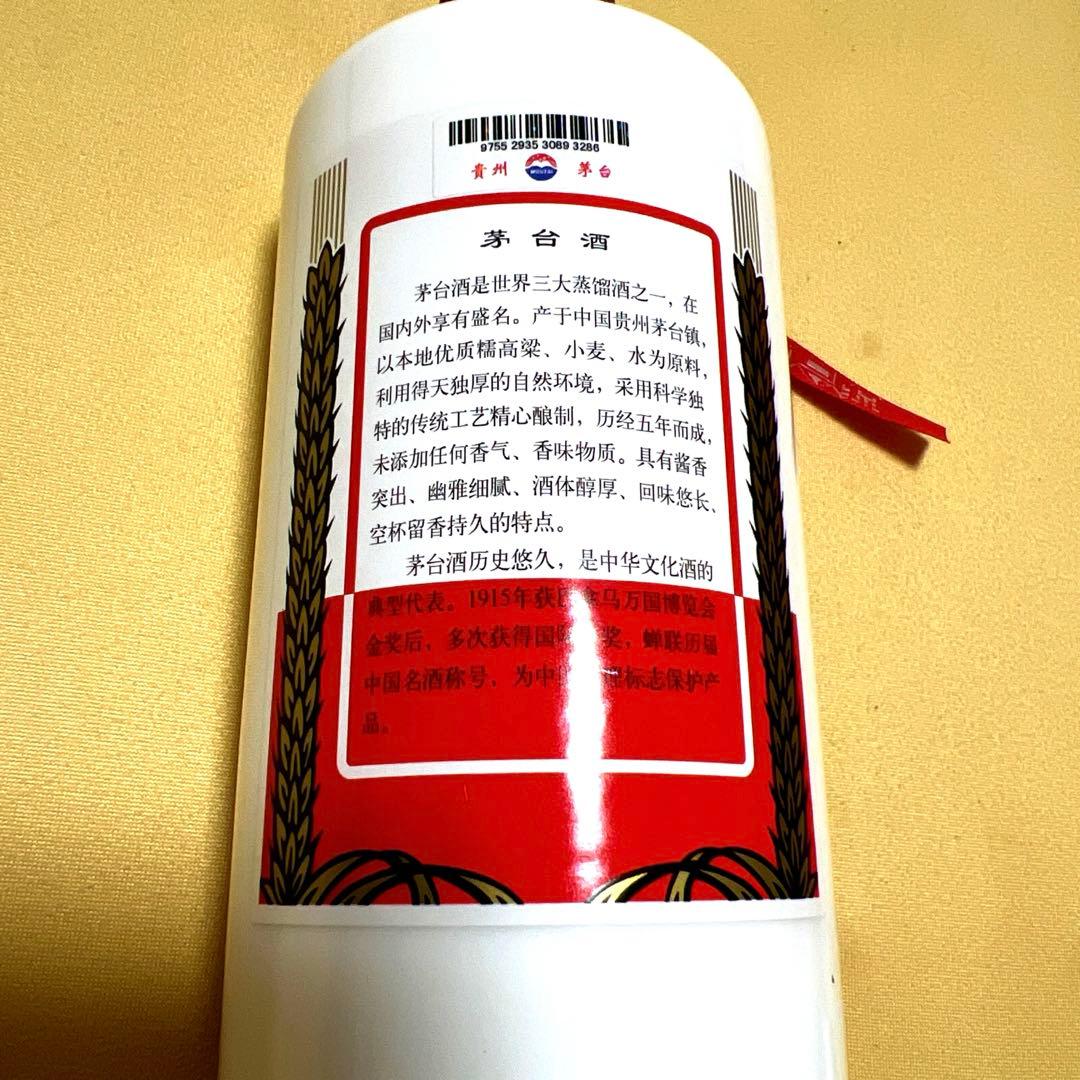 9755 2935 3089 3286
貴州 MOUTAI 茅台
茅台酒
茅台酒是世界三大蒸馏酒之一，在
国内外享有盛名。产于中国贵州茅台镇，
以本地优质糯高粱、小麦、水为原料，
利用得天独厚的自然环境，采用科学独
特的传统工艺精心酿制，历经五年而成，
未添加任何香气、香味物质。具有酱香
突出、幽雅细腻、酒体醇厚、回味悠长、
空杯留香持久的特点。
茅台酒历史悠久，是中华文化酒的
典型代表。1915年获马万国博览会
金奖后，多次获得国际奖，蝉联历届
中国名酒称号，为中理标志保护产
品。